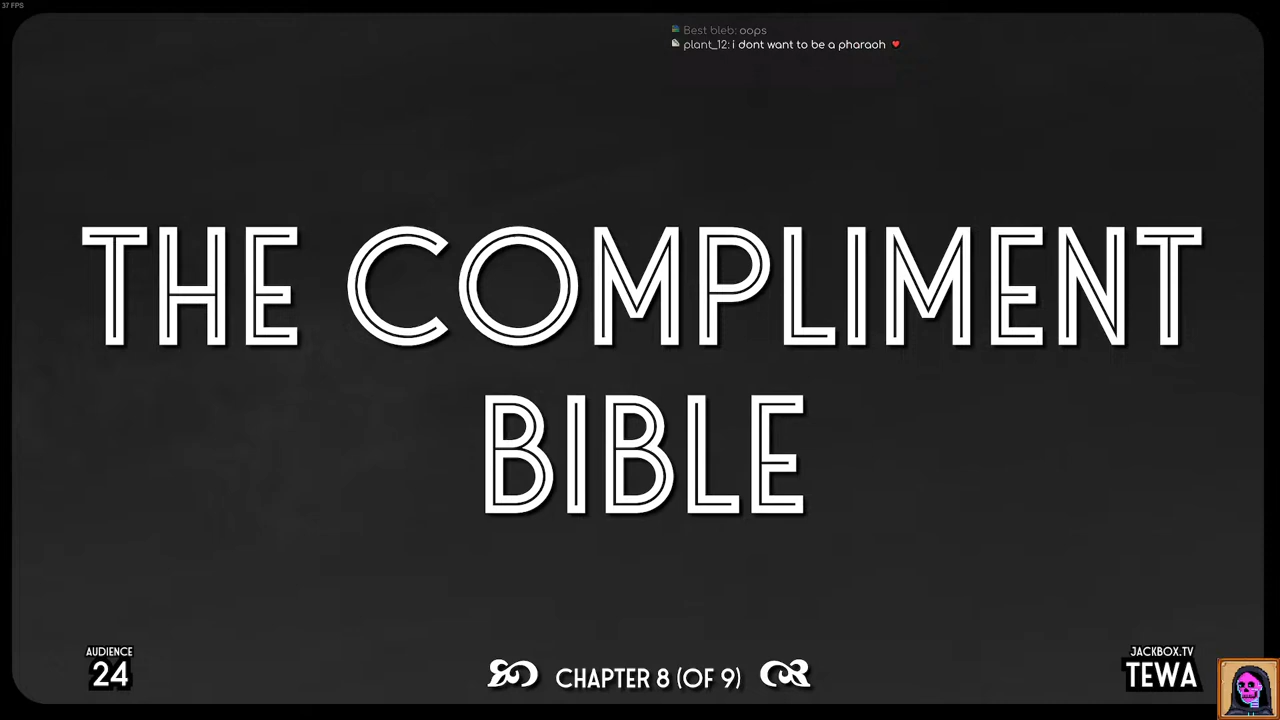 37 FPS
Best bleb: oops
plant_12: i dont want to be a pharaoh ❤️
THE COMPLIMENT
BIBLE
AUDIENCE
24
CHAPTER 8 (OF 9)
JACKBOX.TV
TEWA